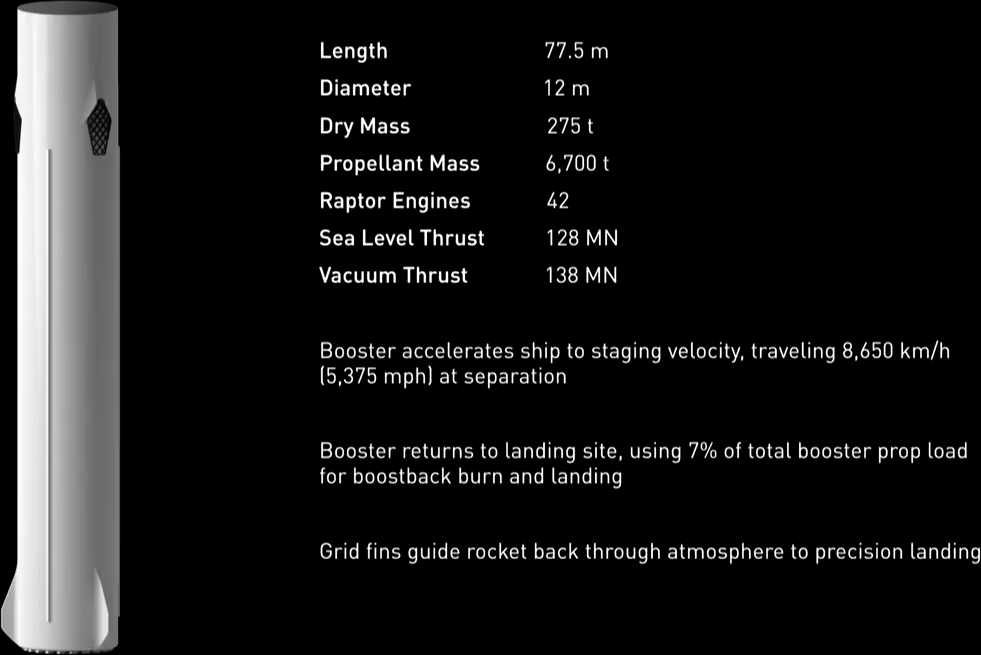 Length 77.5 m
Diameter 12 m
Dry Mass 275 t
Propellant Mass 6,700 t
Raptor Engines 42
Sea Level Thrust 128 MN
Vacuum Thrust 138 MN
Booster accelerates ship to staging velocity, traveling 8,650 km/h
(5,375 mph) at separation
Booster returns to landing site, using 7% of total booster prop load
for boostback burn and landing
Grid fins guide rocket back through atmosphere to precision landing